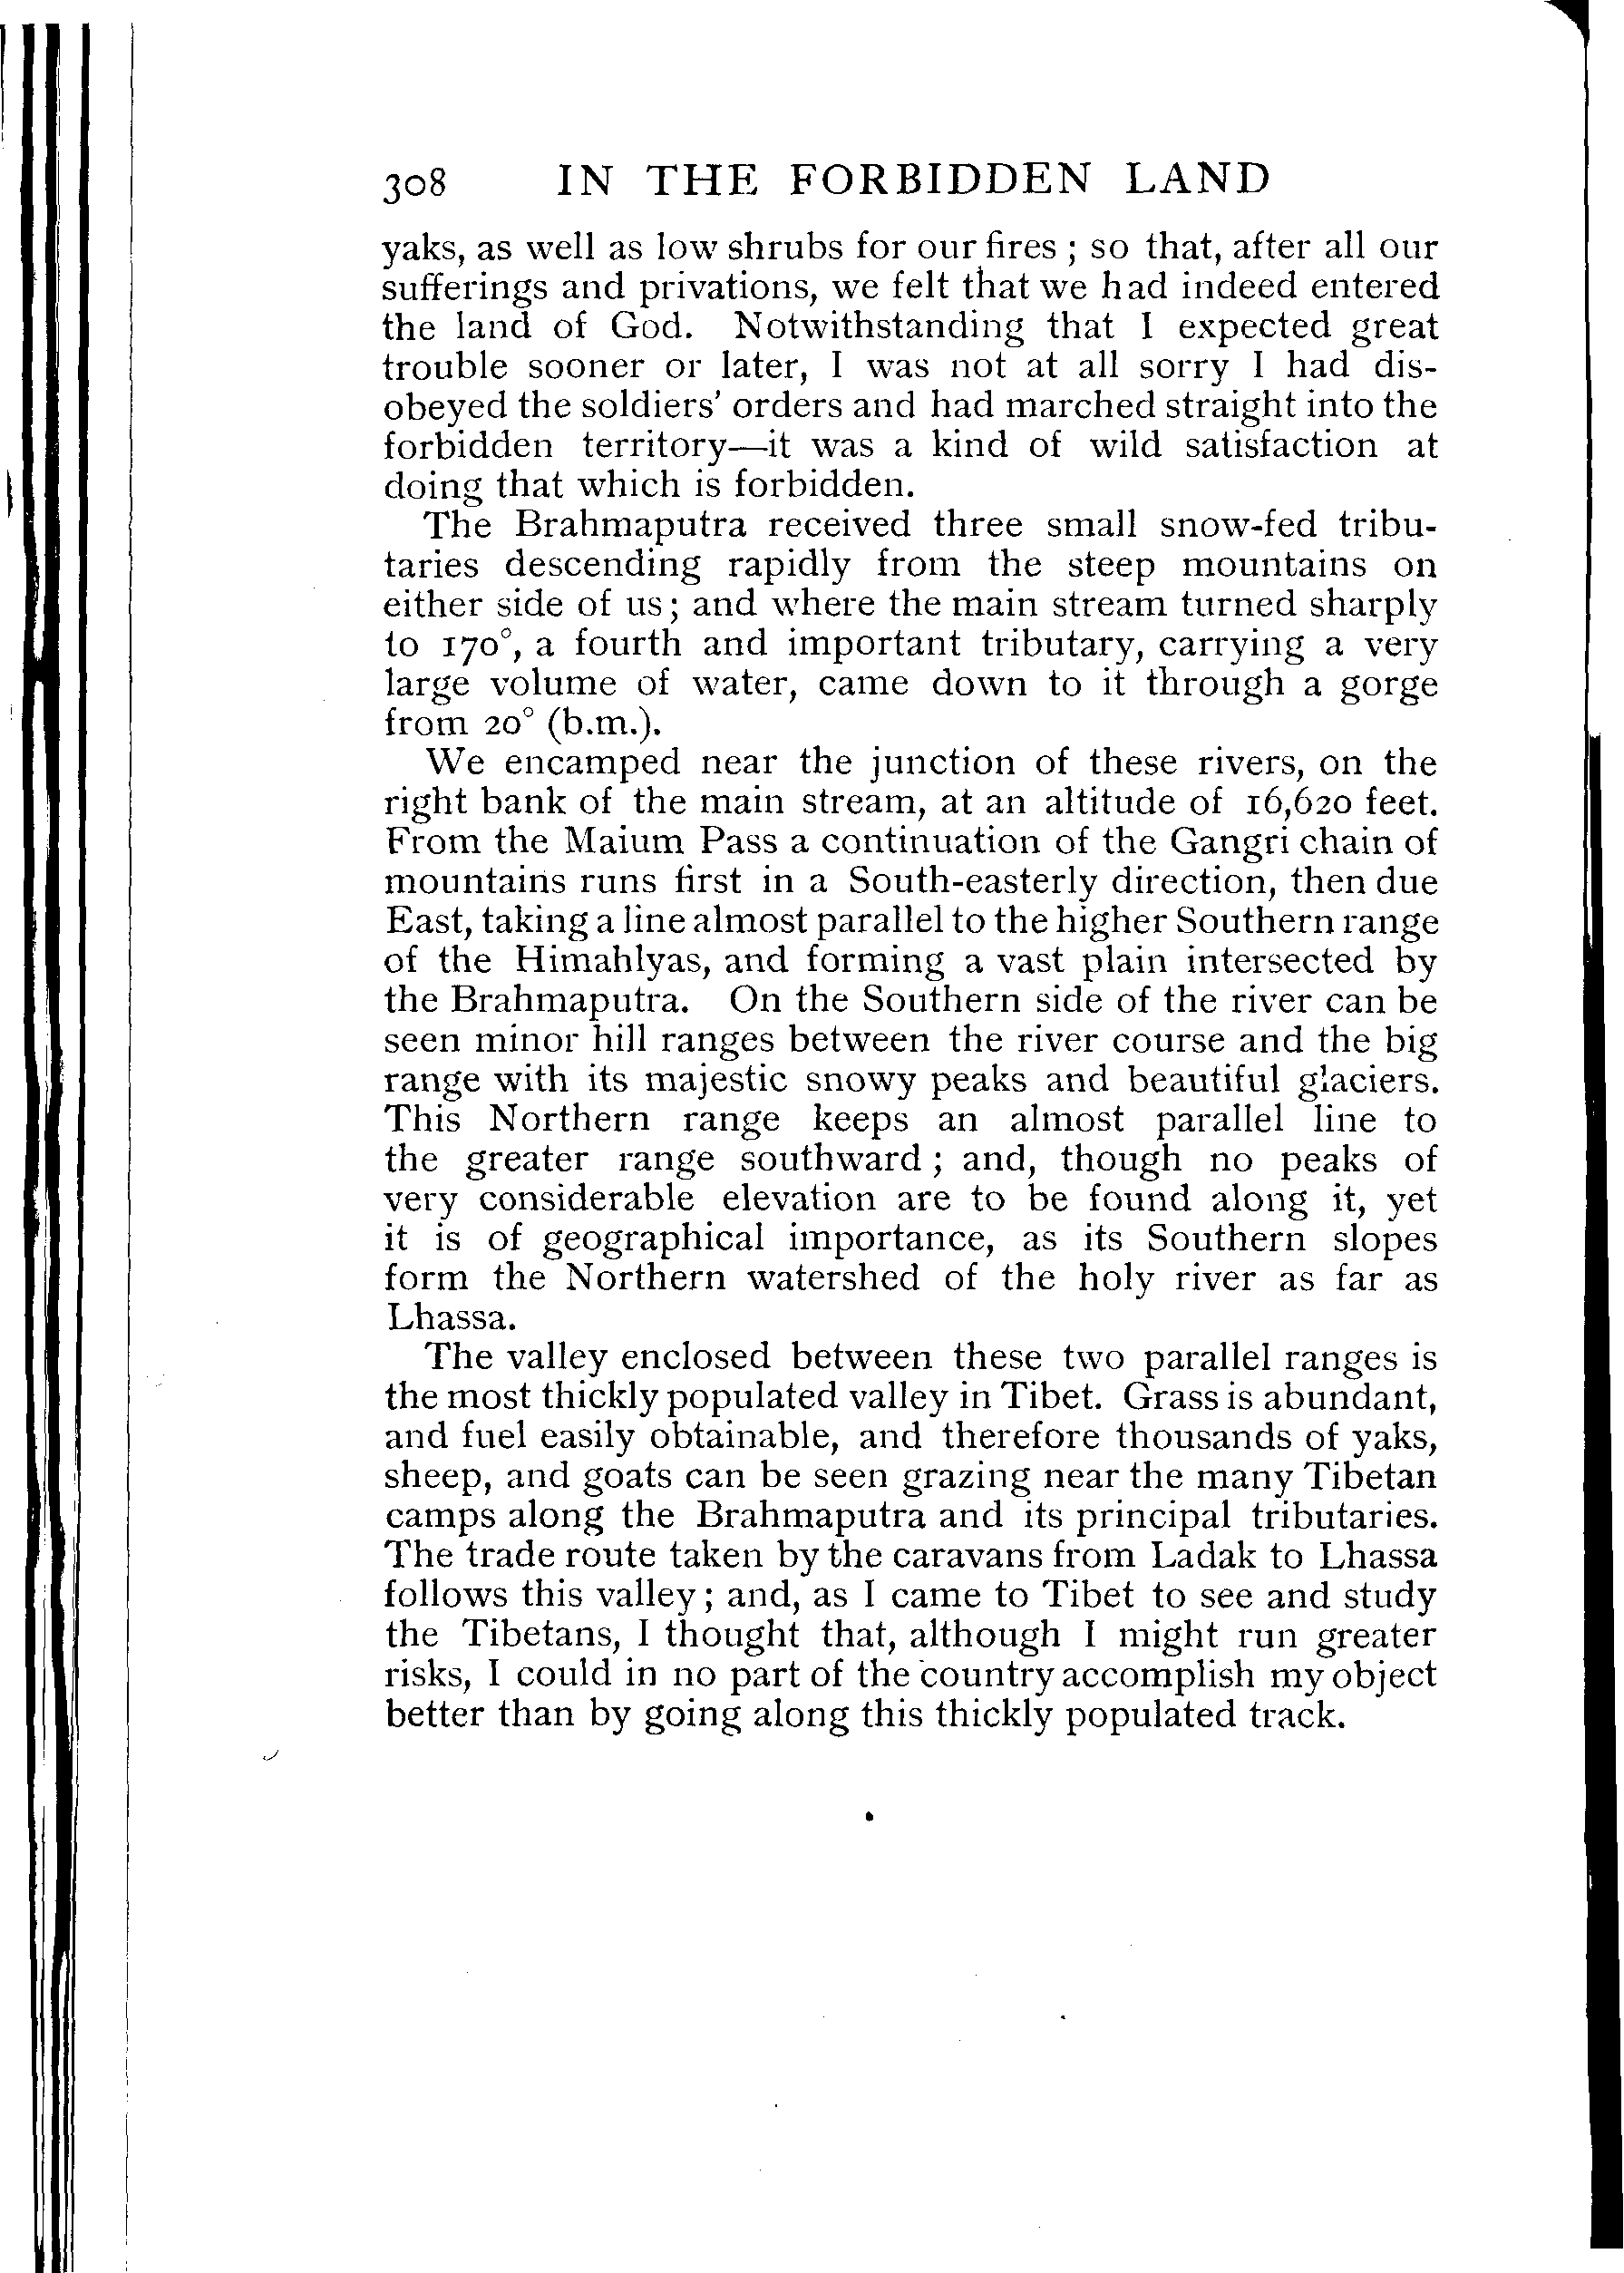 308 IN THE FORBIDDEN LAND
yaks, as well as low shrubs for our fires ; so that, after all our
sufferings and privations, we felt that we had indeed entered
the land of God. Notwithstanding that I expected great
trouble sooner or later, I was not at all sorry I had dis-
obeyed the soldiers' orders and had marched straight into the
forbidden territory—it was a kind of wild satisfaction at
doing that which is forbidden.
The Brahmaputra received three small snow-fed tribu-
taries descending rapidly from the steep mountains on
either side of us; and where the main stream turned sharply
to 170°, a fourth and important tributary, carrying a very
large volume of water, came down to it through a gorge
from 20° (b.m.).
We encamped near the junction of these rivers, on the
right bank of the main stream, at an altitude of 16,620 feet.
From the Maium Pass a continuation of the Gangri chain of
mountains runs first in a South-easterly direction, then due
East, taking a line almost parallel to the higher Southern range
of the Himahlyas, and forming a vast plain intersected by
the Brahmaputra. On the Southern side of the river can be
seen minor hill ranges between the river course and the big
range with its majestic snowy peaks and beautiful glaciers.
This Northern range keeps an almost parallel line to
the greater range southward ; and, though no peaks of
very considerable elevation are to be found along it, yet
it is of geographical importance, as its Southern slopes
form the Northern watershed of the holy river as far as
Lhassa.
The valley enclosed between these two parallel ranges is
the most thickly populated valley in Tibet. Grass is abundant,
and fuel easily obtainable, and therefore thousands of yaks,
sheep, and goats can be seen grazing near the many Tibetan
camps along the Brahmaputra and its principal tributaries.
The trade route taken by the caravans from Ladak to Lhassa
follows this valley; and, as I came to Tibet to see and study
the Tibetans, I thought that, although I might run greater
risks, I could in no part of the country accomplish my object
better than by going along this thickly populated track.